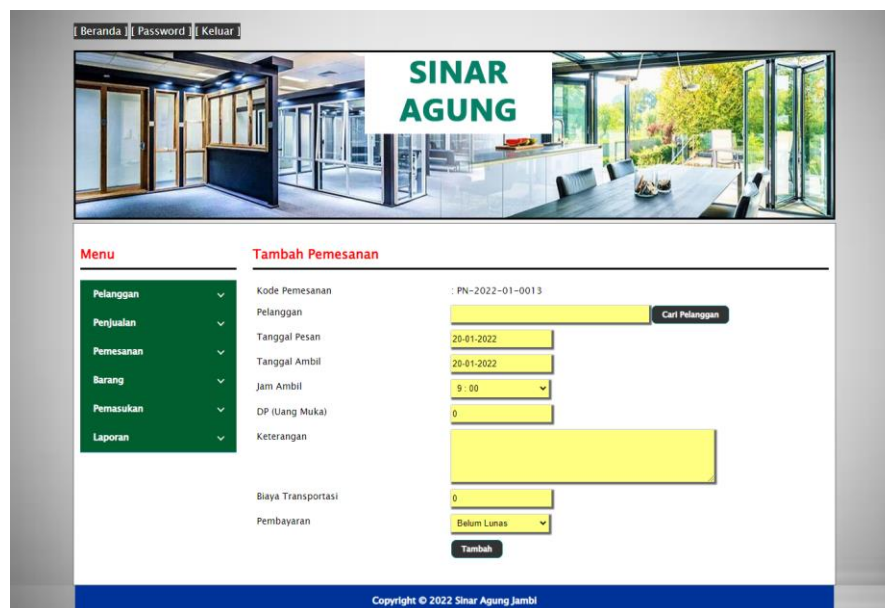 [ Beranda ] [ Password ] [ Keluar ]
SINAR
AGUNG
Menu
Pelanggan
Penjualan
Pemesanan
Barang
Pemasukan
Laporan
Tambah Pemesanan
Kode Pemesanan : PN-2022-01-0013
Pelanggan Cari Pelanggan
Tanggal Pesan 20-01-2022
Tanggal Ambil 20-01-2022
Jam Ambil 9 : 00
DP (Uang Muka) 0
Keterangan
Biaya Transportasi 0
Pembayaran Belum Lunas
Tambah
Copyright © 2022 Sinar Agung Jambi